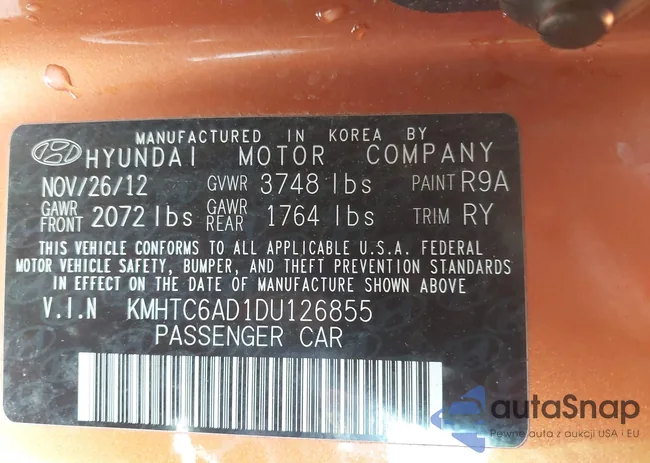 MANUFACTURED IN KOREA BY
HYUNDAI MOTOR COMPANY
NOV/26/12 GVWR 3748 lbs PAINT R9A
GAWR FRONT 2072 lbs GAWR REAR 1764 lbs TRIM RY
THIS VEHICLE CONFORMS TO ALL APPLICABLE U.S.A. FEDERAL
MOTOR VEHICLE SAFETY, BUMPER, AND THEFT PREVENTION STANDARDS
IN EFFECT ON THE DATE OF MANUFACTURE SHOWN ABOVE
V.I.N KMHTC6AD1DU126855
PASSENGER CAR
autaSnap
Pewne auta z aukcji USA i EU